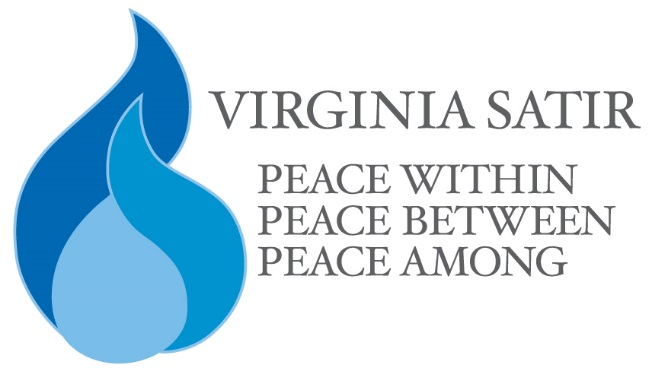 VIRGINIA SATIR
PEACE WITHIN
PEACE BETWEEN
PEACE AMONG